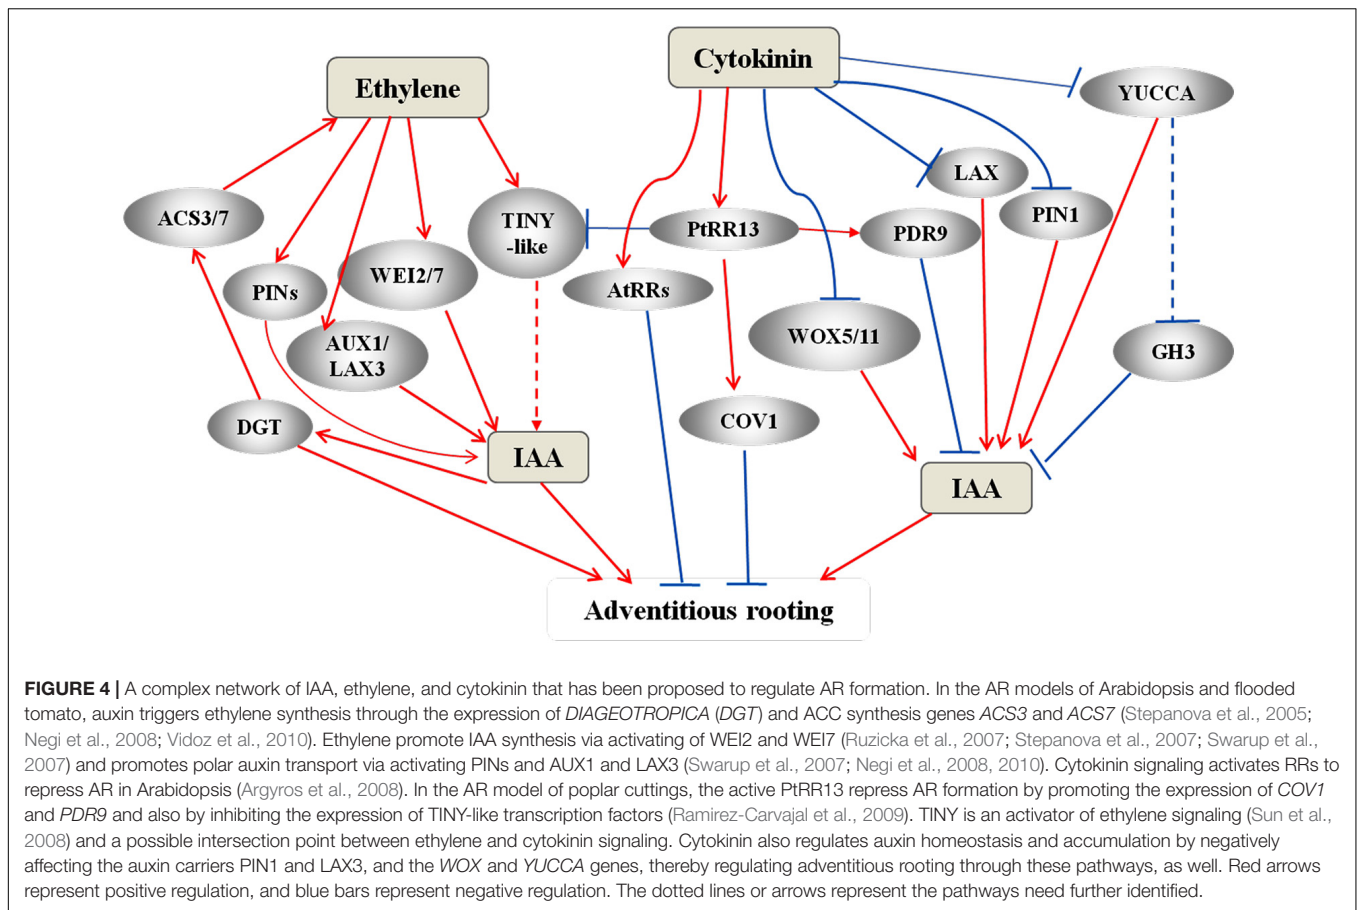 Cytokinin
Ethylene
YUCCA
LAX
ACS3/7
TINY
-like
PtRR13
PDR9
PIN1
PINs
WEI2/7
AtRRs
WOX5/11
AUX1/
LAX3
GH3
DGT
COV1
IAA
IAA
Adventitious rooting
FIGURE 4 | A complex network of IAA, ethylene, and cytokinin that has been proposed to regulate AR formation. In the AR models of Arabidopsis and flooded
tomato, auxin triggers ethylene synthesis through the expression of DIAGEOTROPICA (DGT) and ACC synthesis genes ACS3 and ACS7 (Stepanova et al., 2005;
Negi et al., 2008; Vidoz et al., 2010). Ethylene promote IAA synthesis via activating of WEI2 and WEI7 (Ruzicka et al., 2007; Stepanova et al., 2007; Swarup et al.,
2007) and promotes polar auxin transport via activating PINs and AUX1 and LAX3 (Swarup et al., 2007; Negi et al., 2008, 2010). Cytokinin signaling activates RRs to
repress AR in Arabidopsis (Argyros et al., 2008). In the AR model of poplar cuttings, the active PtRR13 repress AR formation by promoting the expression of COV1
and PDR9 and also by inhibiting the expression of TINY-like transcription factors (Ramirez-Carvajal et al., 2009). TINY is an activator of ethylene signaling (Sun et al.,
2008) and a possible intersection point between ethylene and cytokinin signaling. Cytokinin also regulates auxin homeostasis and accumulation by negatively
affecting the auxin carriers PIN1 and LAX3, and the WOX and YUCCA genes, thereby regulating adventitious rooting through these pathways, as well. Red arrows
represent positive regulation, and blue bars represent negative regulation. The dotted lines or arrows represent the pathways need further identified.